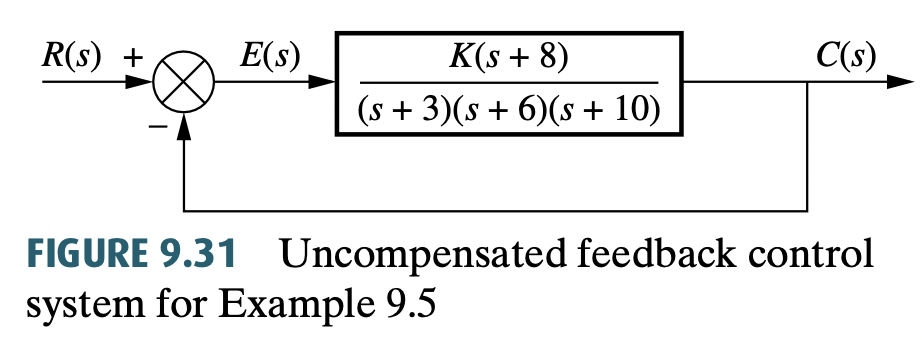 R(s) + E(s) K(s + 8) C(s)
(s + 3)(s + 6)(s + 10)
−
FIGURE 9.31 Uncompensated feedback control
system for Example 9.5